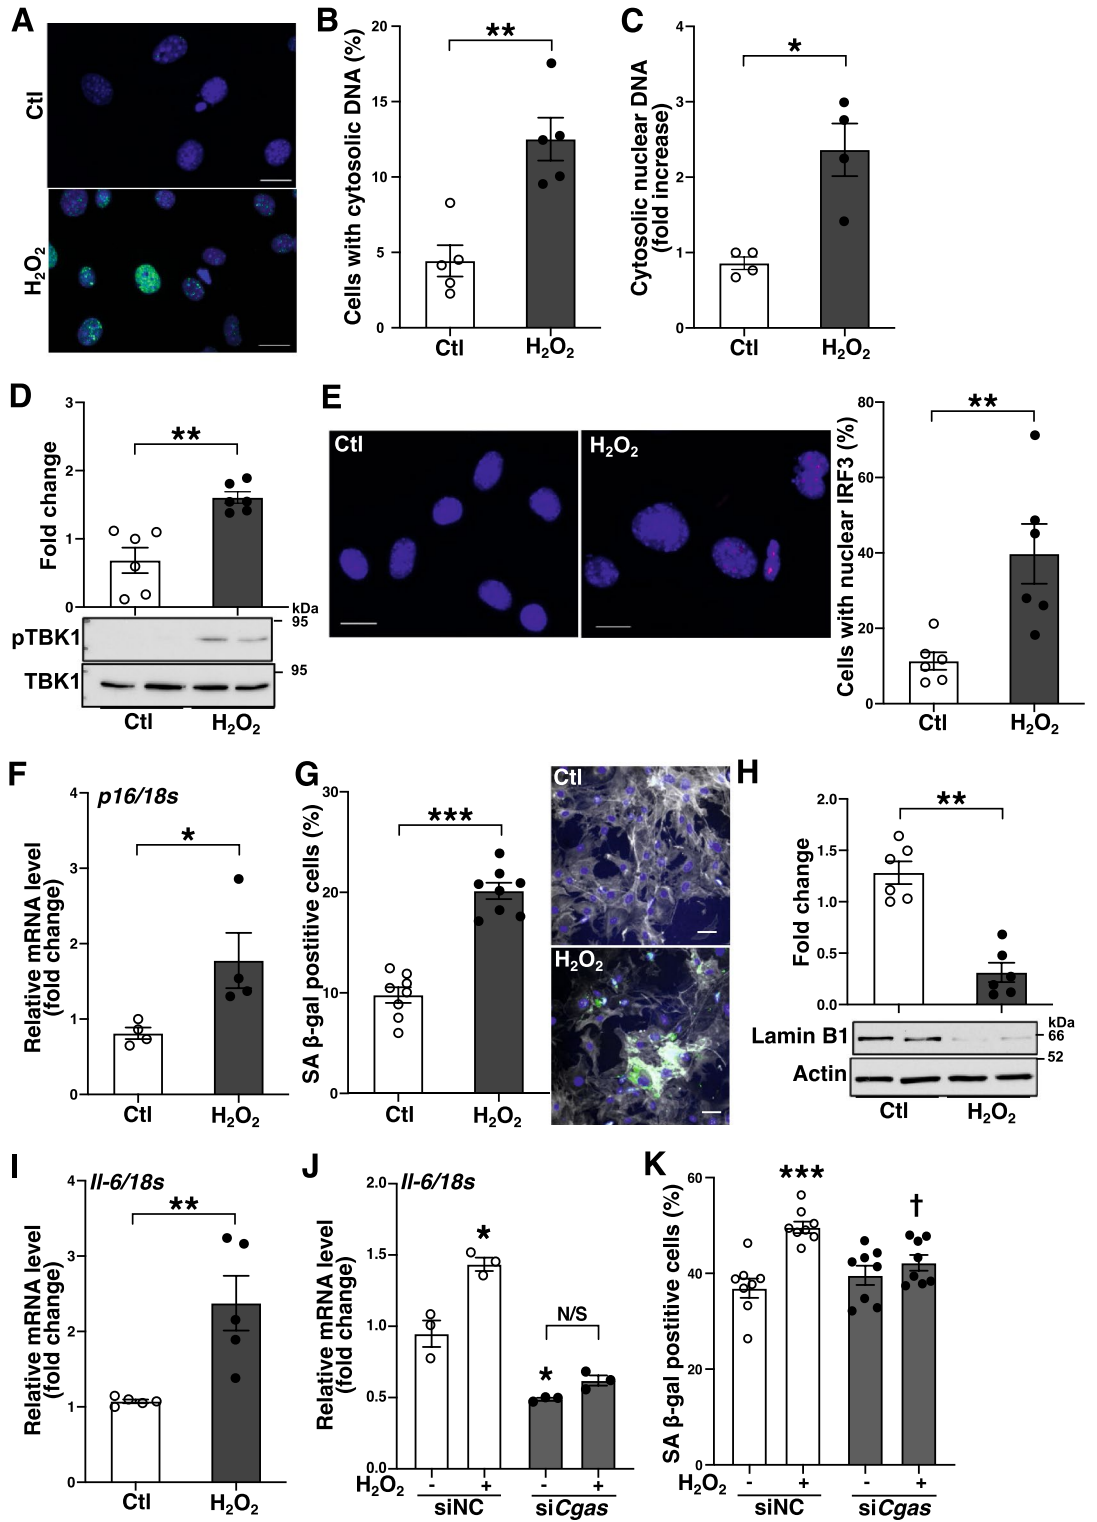 A
Ctl
H₂O₂
B
Cells with cytosolic DNA (%)
20
15
10
5
0
**
Ctl
H₂O₂
C
Cytosolic nuclear DNA
(fold increase)
4
3
2
1
0
*
Ctl
H₂O₂
D
Fold change
3
2
1
0
**
kDa
95
pTBK1
95
TBK1
Ctl
H₂O₂
E
Ctl
H₂O₂
Cells with nuclear IRF3 (%)
80
60
40
20
0
**
Ctl
H₂O₂
F
p16/18s
Relative mRNA level
(fold change)
4
3
2
1
0
*
Ctl
H₂O₂
G
SA β-gal postitive cells (%)
30
20
10
0
***
Ctl
H₂O₂
Ctl
H₂O₂
H
Fold change
2.0
1.5
1.0
0.5
0.0
**
kDa
Lamin B1
66
52
Actin
Ctl
H₂O₂
I
Il-6/18s
Relative mRNA level
(fold change)
4
3
2
1
0
**
Ctl
H₂O₂
J
Il-6/18s
Relative mRNA level
(fold change)
2.0
1.5
1.0
0.5
0.0
*
*
N/S
H₂O₂ - + - +
siNC siCgas
K
SA β-gal postitive cells (%)
60
40
20
0
***
†
H₂O₂ - + - +
siNC siCgas